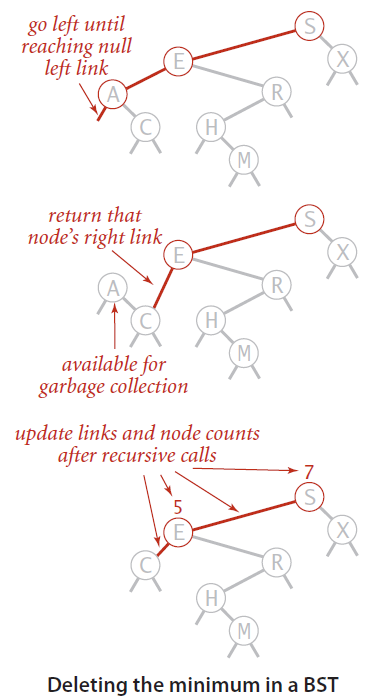 go left until
reaching null
left link
S
E
X
A
R
C
H
M
return that
node's right link
S
E
X
A
R
C
H
M
available for
garbage collection
update links and node counts
after recursive calls
7
5
S
E
X
C
R
H
M
Deleting the minimum in a BST